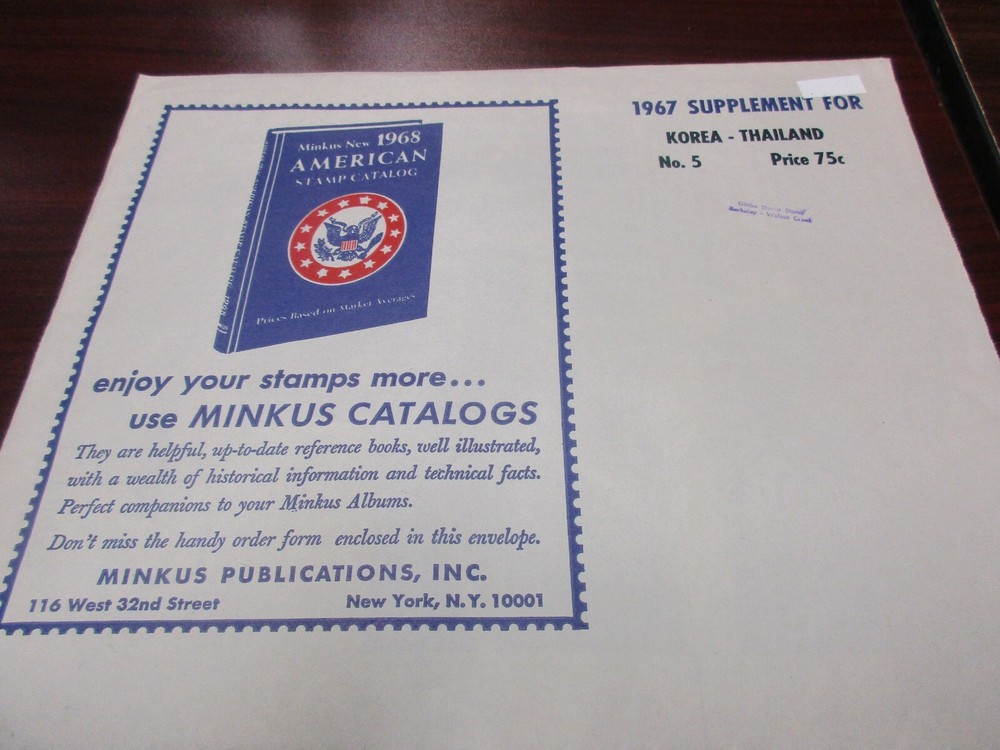 Minkus New 1968
AMERICAN
STAMP CATALOG
Prices Based on Market Averages
enjoy your stamps more...
use MINKUS CATALOGS
They are helpful, up-to-date reference books, well illustrated,
with a wealth of historical information and technical facts.
Perfect companions to your Minkus Albums.
Don't miss the handy order form enclosed in this envelope.
MINKUS PUBLICATIONS, INC.
116 West 32nd Street New York, N.Y. 10001
1967 SUPPLEMENT FOR
KOREA - THAILAND
No. 5 Price 75c
Berkeley - Walnut Creek